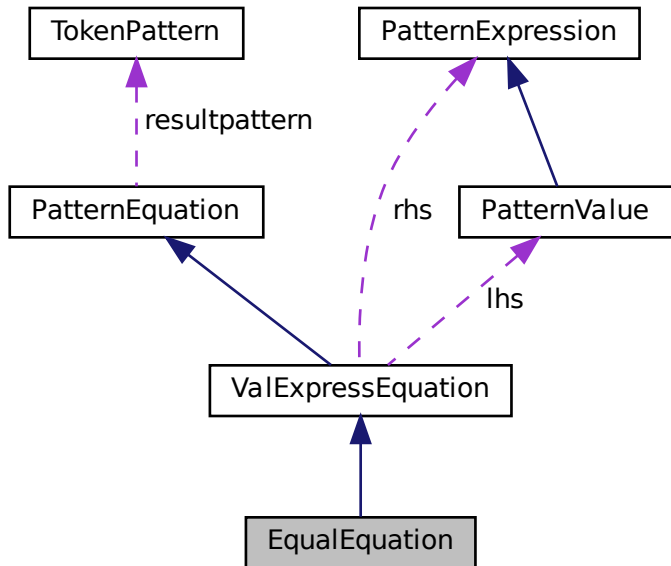 TokenPattern
PatternExpression
resultpattern
PatternEquation
rhs
PatternValue
lhs
ValExpressEquation
EqualEquation